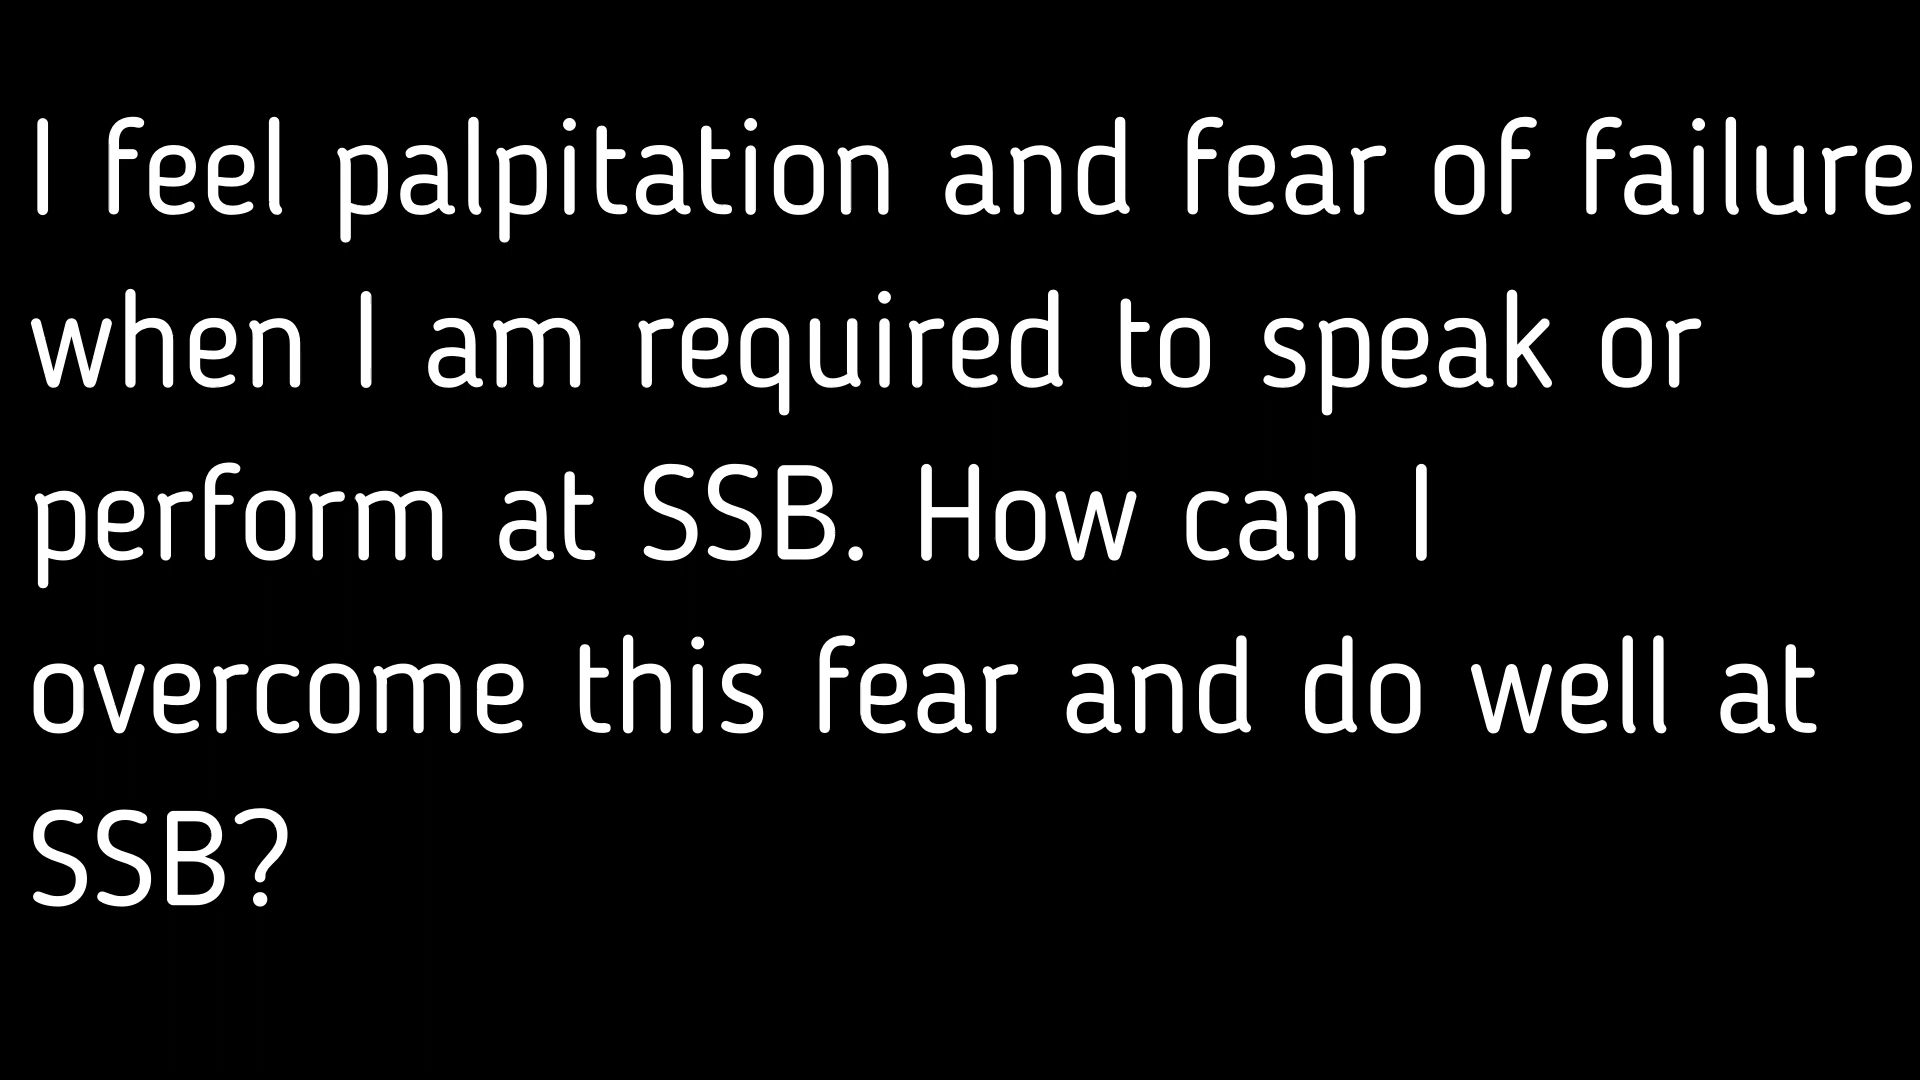 I feel palpitation and fear of failure
when I am required to speak or
perform at SSB. How can I
overcome this fear and do well at
SSB?